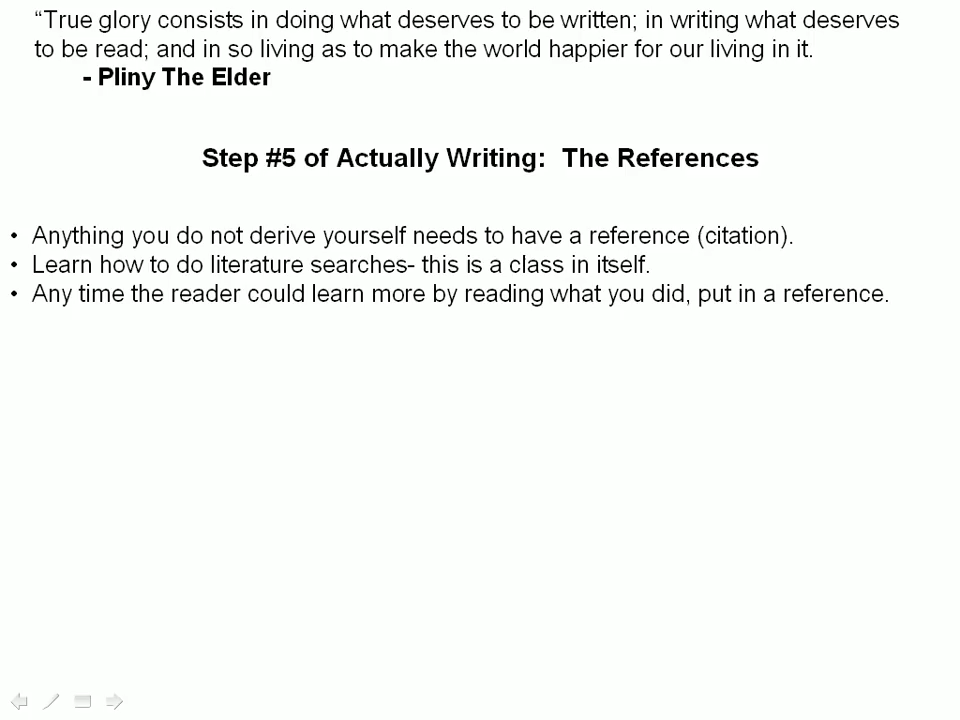 “True glory consists in doing what deserves to be written; in writing what deserves
to be read; and in so living as to make the world happier for our living in it.
- Pliny The Elder
Step #5 of Actually Writing: The References
• Anything you do not derive yourself needs to have a reference (citation).
• Learn how to do literature searches- this is a class in itself.
• Any time the reader could learn more by reading what you did, put in a reference.